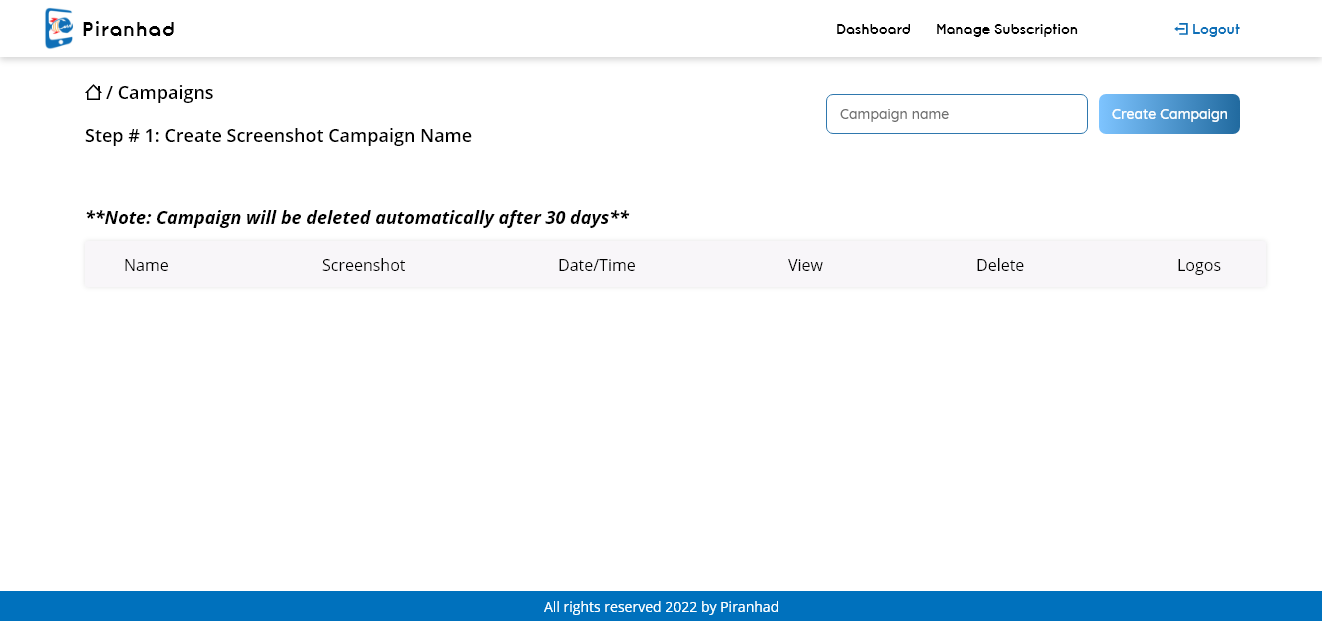 Piranhad
Dashboard Manage Subscription Logout
/ Campaigns
Campaign name Create Campaign
Step # 1: Create Screenshot Campaign Name
**Note: Campaign will be deleted automatically after 30 days**
Name Screenshot Date/Time View Delete Logos
All rights reserved 2022 by Piranhad